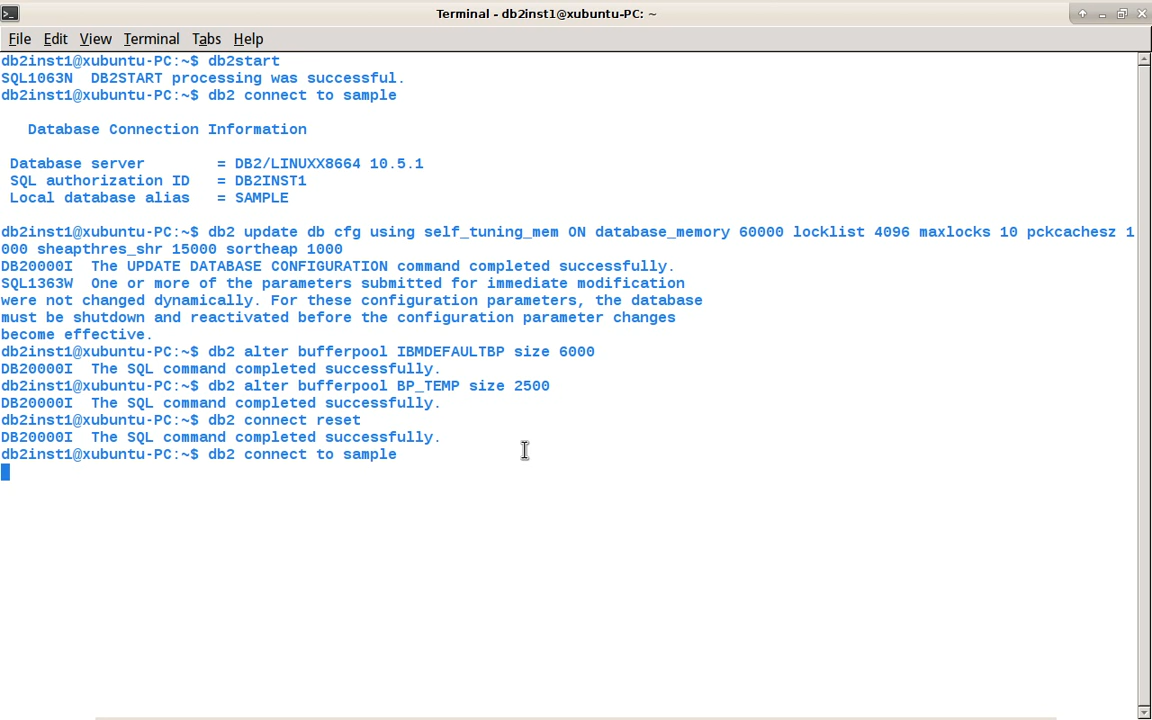 Terminal - db2inst1@xubuntu-PC: ~
File Edit View Terminal Tabs Help
db2inst1@xubuntu-PC:~$ db2start
SQL1063N  DB2START processing was successful.
db2inst1@xubuntu-PC:~$ db2 connect to sample
Database Connection Information
Database server        = DB2/LINUXX8664 10.5.1
SQL authorization ID   = DB2INST1
Local database alias   = SAMPLE
db2inst1@xubuntu-PC:~$ db2 update db cfg using self_tuning_mem ON database_memory 60000 locklist 4096 maxlocks 10 pckcachesz 1
000 sheapthres_shr 15000 sortheap 1000
DB20000I  The UPDATE DATABASE CONFIGURATION command completed successfully.
SQL1363W  One or more of the parameters submitted for immediate modification
were not changed dynamically. For these configuration parameters, the database
must be shutdown and reactivated before the configuration parameter changes
become effective.
db2inst1@xubuntu-PC:~$ db2 alter bufferpool IBMDEFAULTBP size 6000
DB20000I  The SQL command completed successfully.
db2inst1@xubuntu-PC:~$ db2 alter bufferpool BP_TEMP size 2500
DB20000I  The SQL command completed successfully.
db2inst1@xubuntu-PC:~$ db2 connect reset
DB20000I  The SQL command completed successfully.
db2inst1@xubuntu-PC:~$ db2 connect to sample